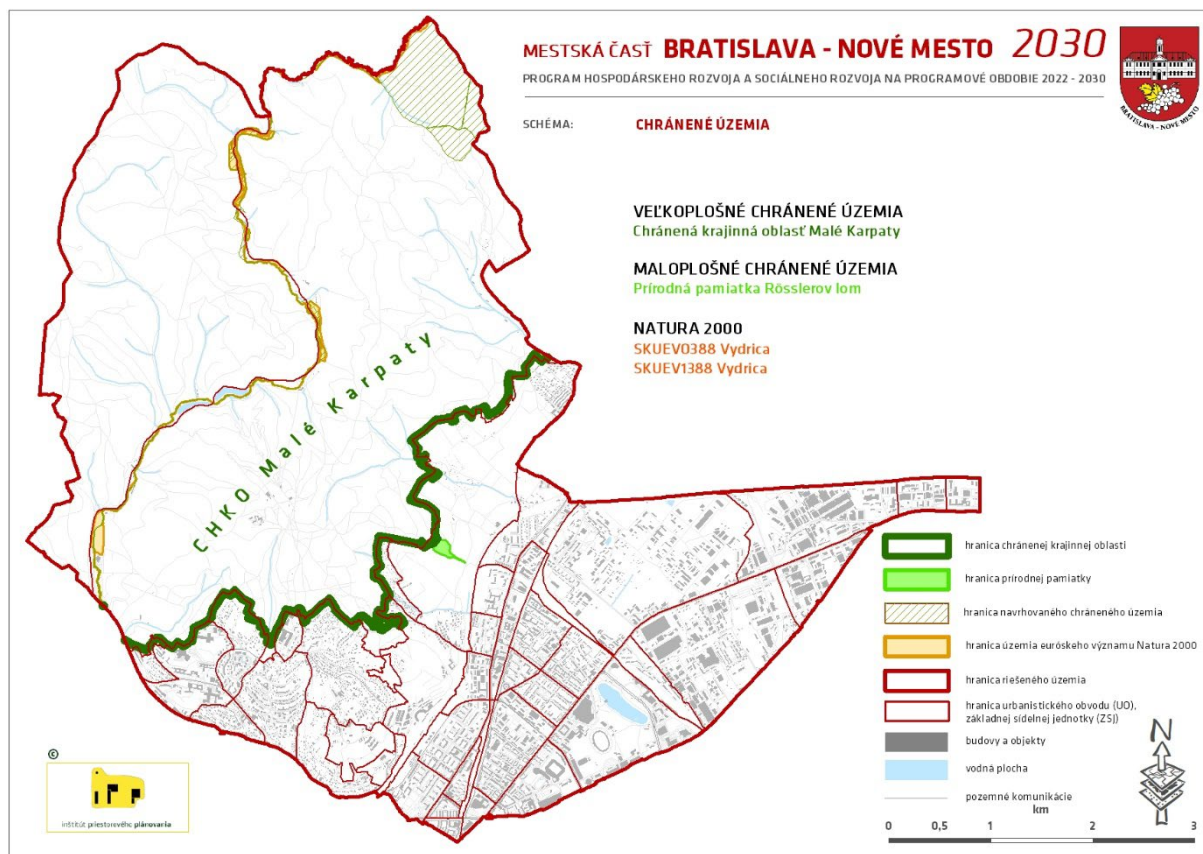 MESTSKÁ ČASŤ BRATISLAVA - NOVÉ MESTO 2030
PROGRAM HOSPODÁRSKEHO ROZVOJA A SOCIÁLNEHO ROZVOJA NA PROGRAMOVÉ OBDOBIE 2022 - 2030
BRATISLAVA - NOVÉ MESTO
SCHÉMA: CHRÁNENÉ ÚZEMIA
VEĽKOPLOŠNÉ CHRÁNENÉ ÚZEMIA
Chránená krajinná oblasť Malé Karpaty
MALOPLOŠNÉ CHRÁNENÉ ÚZEMIA
Prírodná pamiatka Rösslerov lom
NATURA 2000
SKUEV0388 Vydrica
SKUEV1388 Vydrica
CHKO Malé Karpaty
hranica chránenej krajinnej oblasti
hranica prírodnej pamiatky
hranica navrhovaného chráneného územia
hranica územia euróskeho významu Natura 2000
hranica riešeného územia
hranica urbanistického obvodu (UO),
základnej sídelnej jednotky (ZSJ)
budovy a objekty
vodná plocha
pozemné komunikácie
N
km
0 0,5 1 2 3
©
inštitút priestorového plánovania